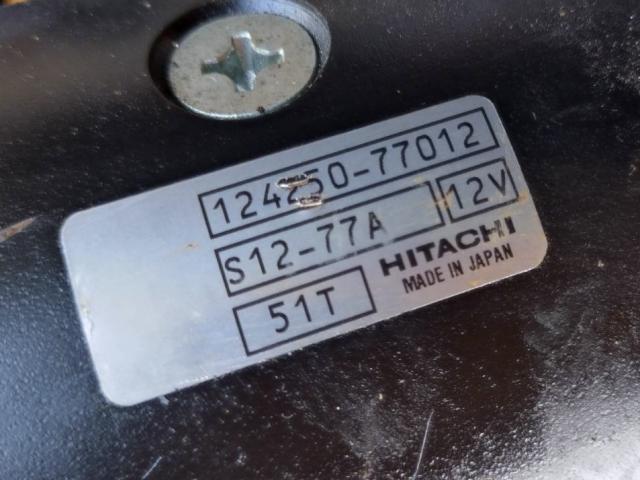 124250-77012
S12-77A 12V
51T HITACHI
MADE IN JAPAN